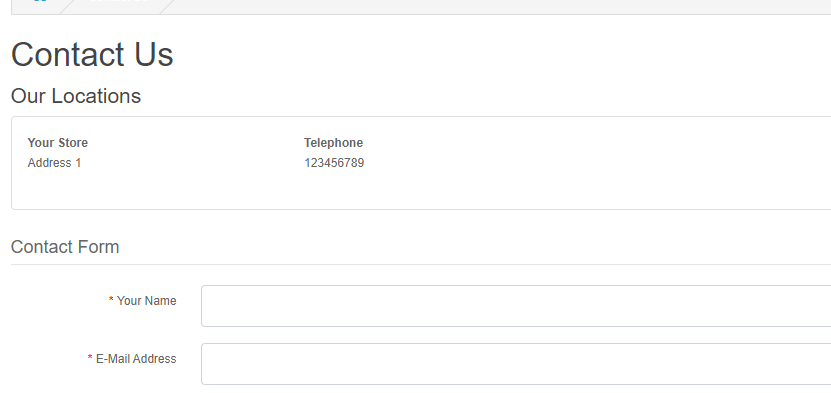 Contact Us
Our Locations
Your Store
Address 1
Telephone
123456789
Contact Form
* Your Name
* E-Mail Address